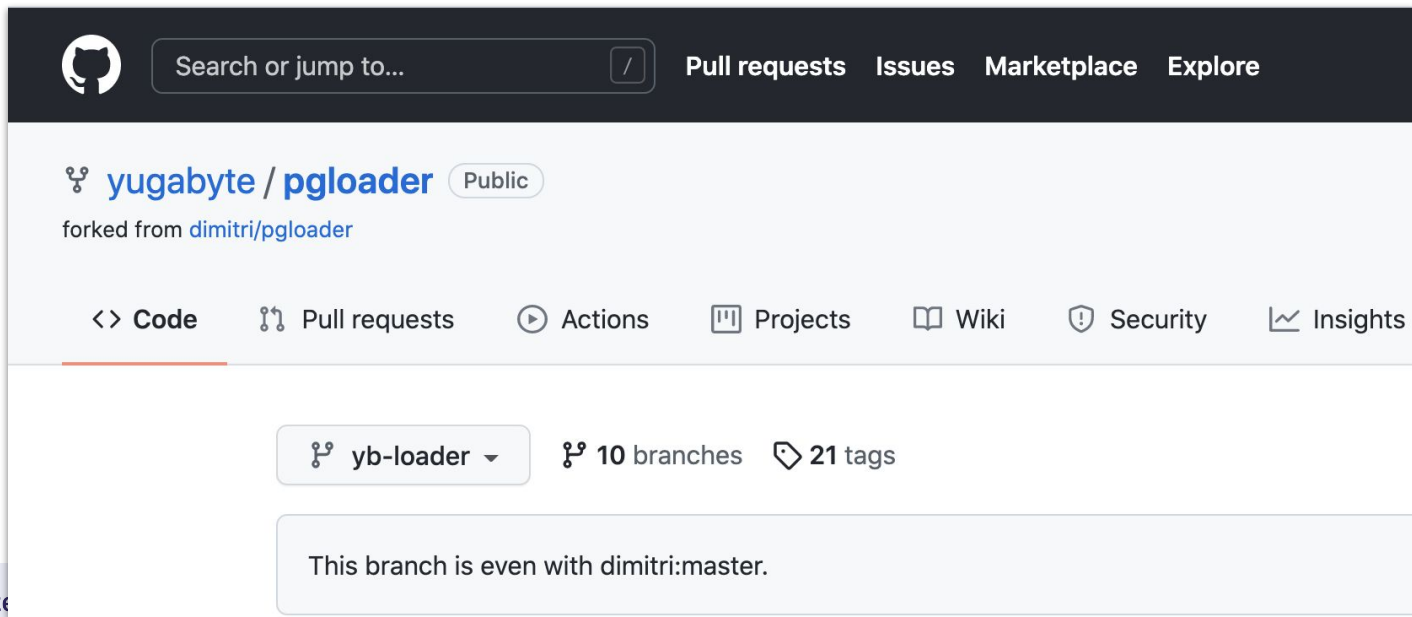 Search or jump to... /
Pull requests Issues Marketplace Explore
yugabyte / pgloader Public
forked from dimitri/pgloader
<> Code Pull requests Actions Projects Wiki Security Insights
yb-loader 10 branches 21 tags
This branch is even with dimitri:master.